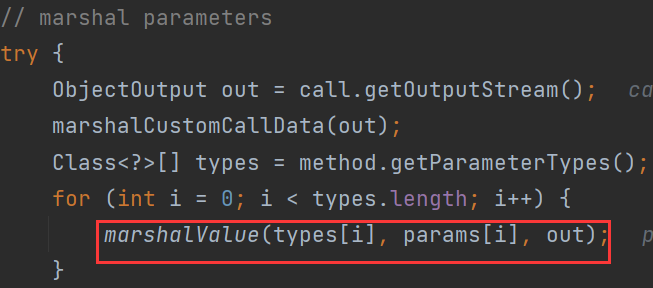 // marshal parameters
try {
ObjectOutput out = call.getOutputStream(); ca
marshalCustomCallData(out);
Class<?>[] types = method.getParameterTypes();
for (int i = 0; i < types.length; i++) {
marshalValue(types[i], params[i], out);
}